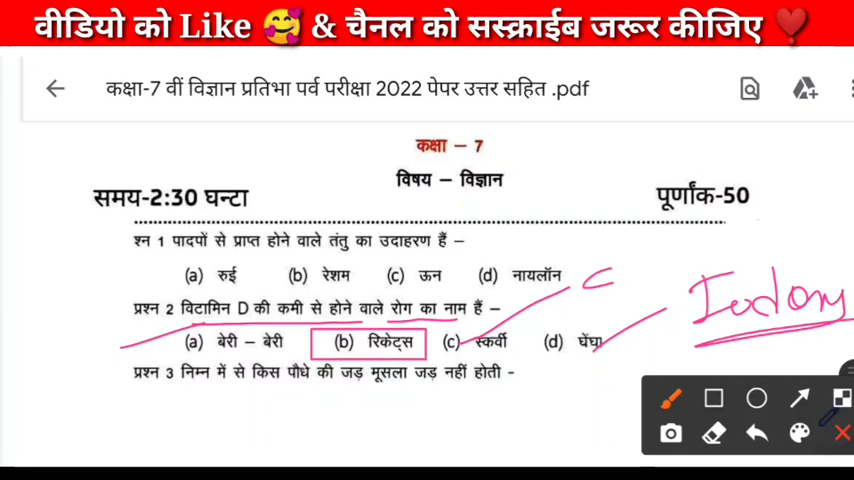 वीडियो को Like 🥰 & चैनल को सस्क्राईब जरूर कीजिए ❤️
कक्षा-7 वीं विज्ञान प्रतिभा पर्व परीक्षा 2022 पेपर उत्तर सहित .pdf
कक्षा – 7
विषय – विज्ञान
समय-2:30 घन्टा पूर्णांक-50
श्न 1 पादपों से प्राप्त होने वाले तंतु का उदाहरण हैं –
(a) रुई (b) रेशम (c) ऊन (d) नायलॉन
C
प्रश्न 2 विटामिन D की कमी से होने वाले रोग का नाम हैं –
(a) बेरी – बेरी (b) रिकेट्स (c) स्कर्वी (d) घेंघा
प्रश्न 3 निम्न में से किस पौधे की जड़ मूसला जड़ नहीं होती -